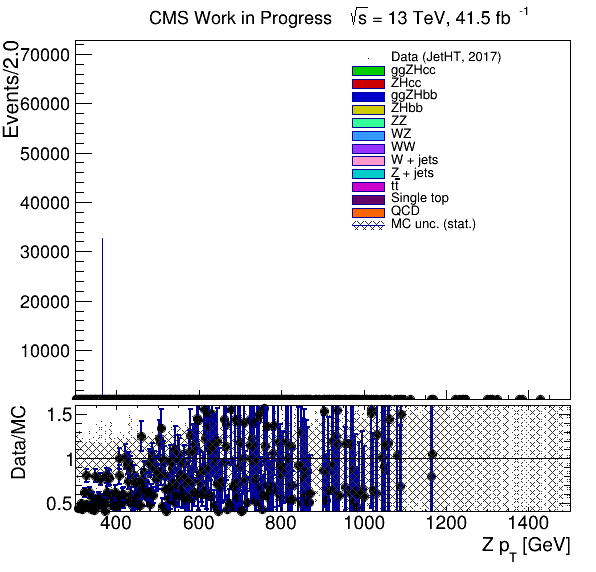 CMS Work in Progress √s = 13 TeV, 41.5 fb⁻¹
Events/2.0
70000
60000
50000
40000
30000
20000
10000
Data (JetHT, 2017)
ggZHcc
ZHcc
ggZHbb
ZHbb
ZZ
WZ
WW
W + jets
Z + jets
tt̅
Single top
QCD
MC unc. (stat.)
Data/MC
1.5
1
0.5
400 600 800 1000 1200 1400
Z p_T [GeV]